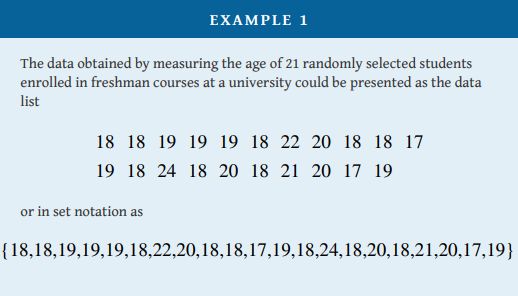 EXAMPLE 1
The data obtained by measuring the age of 21 randomly selected students
enrolled in freshman courses at a university could be presented as the data
list
18 18 19 19 19 18 22 20 18 18 17
19 18 24 18 20 18 21 20 17 19
or in set notation as
{18,18,19,19,19,18,22,20,18,18,17,19,18,24,18,20,18,21,20,17,19}